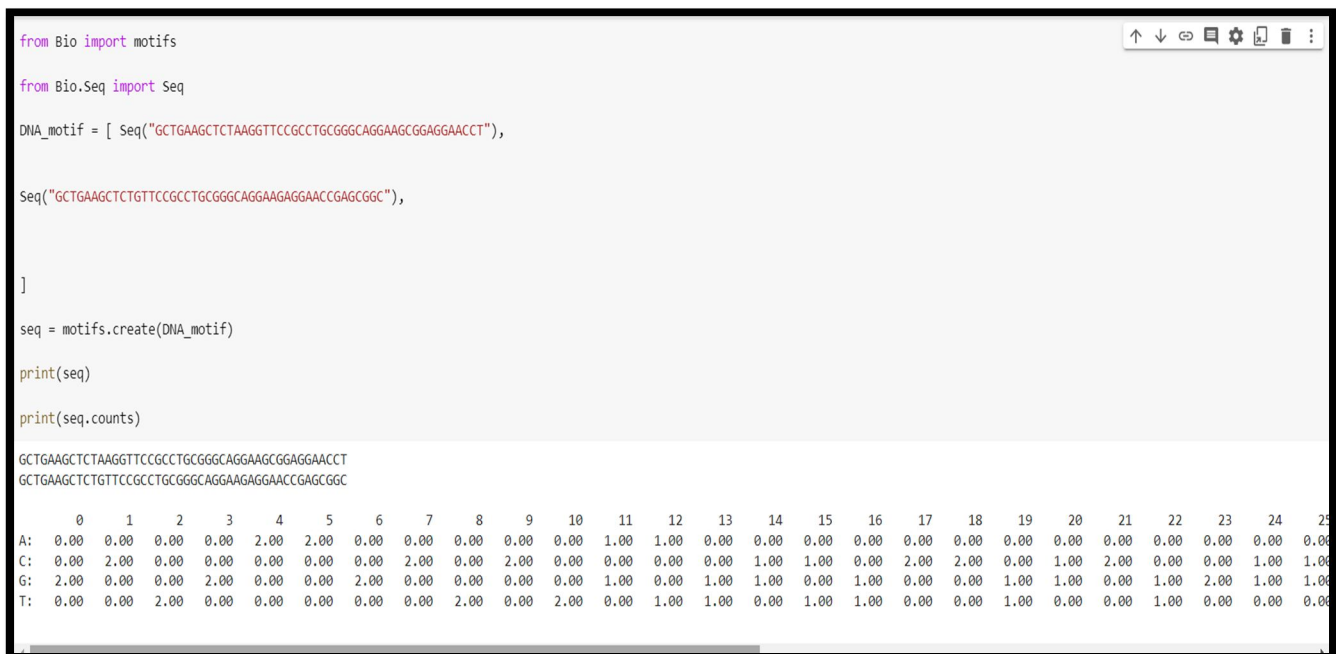 from Bio import motifs
from Bio.Seq import Seq
DNA_motif = [ Seq("GCTGAAGCTCTAAGGTTCCGCCTGCGGGCAGGAAGCGGAGGAACCT"),
Seq("GCTGAAGCTCTGTTCCGCCTGCGGGCAGGAAGAGGAACCGAGCGGC"),
]
seq = motifs.create(DNA_motif)
print(seq)
print(seq.counts)
GCTGAAGCTCTAAGGTTCCGCCTGCGGGCAGGAAGCGGAGGAACCT
GCTGAAGCTCTGTTCCGCCTGCGGGCAGGAAGAGGAACCGAGCGGC
0 1 2 3 4 5 6 7 8 9 10 11 12 13 14 15 16 17 18 19 20 21 22 23 24 25
A: 0.00 0.00 0.00 0.00 2.00 2.00 0.00 0.00 0.00 0.00 0.00 1.00 1.00 0.00 0.00 0.00 0.00 0.00 0.00 0.00 0.00 0.00 0.00 0.00 0.00 0.00
C: 0.00 2.00 0.00 0.00 0.00 0.00 0.00 2.00 0.00 2.00 0.00 0.00 0.00 0.00 1.00 1.00 0.00 2.00 2.00 0.00 1.00 2.00 0.00 0.00 1.00 1.00
G: 2.00 0.00 0.00 2.00 0.00 0.00 2.00 0.00 0.00 0.00 0.00 1.00 0.00 1.00 1.00 0.00 1.00 0.00 0.00 1.00 1.00 0.00 1.00 2.00 1.00 1.00
T: 0.00 0.00 2.00 0.00 0.00 0.00 0.00 0.00 2.00 0.00 2.00 0.00 1.00 1.00 0.00 1.00 1.00 0.00 0.00 1.00 0.00 0.00 1.00 0.00 0.00 0.00